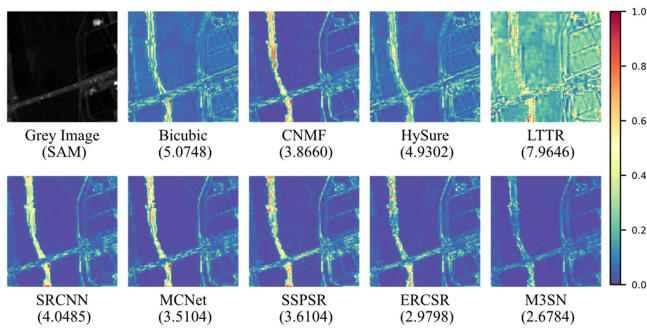 Grey Image
(SAM)
Bicubic
(5.0748)
CNMF
(3.8660)
HySure
(4.9302)
LTTR
(7.9646)
SRCNN
(4.0485)
MCNet
(3.5104)
SSPSR
(3.6104)
ERCSR
(2.9798)
M3SN
(2.6784)
1.0
0.8
0.6
0.4
0.2
0.0